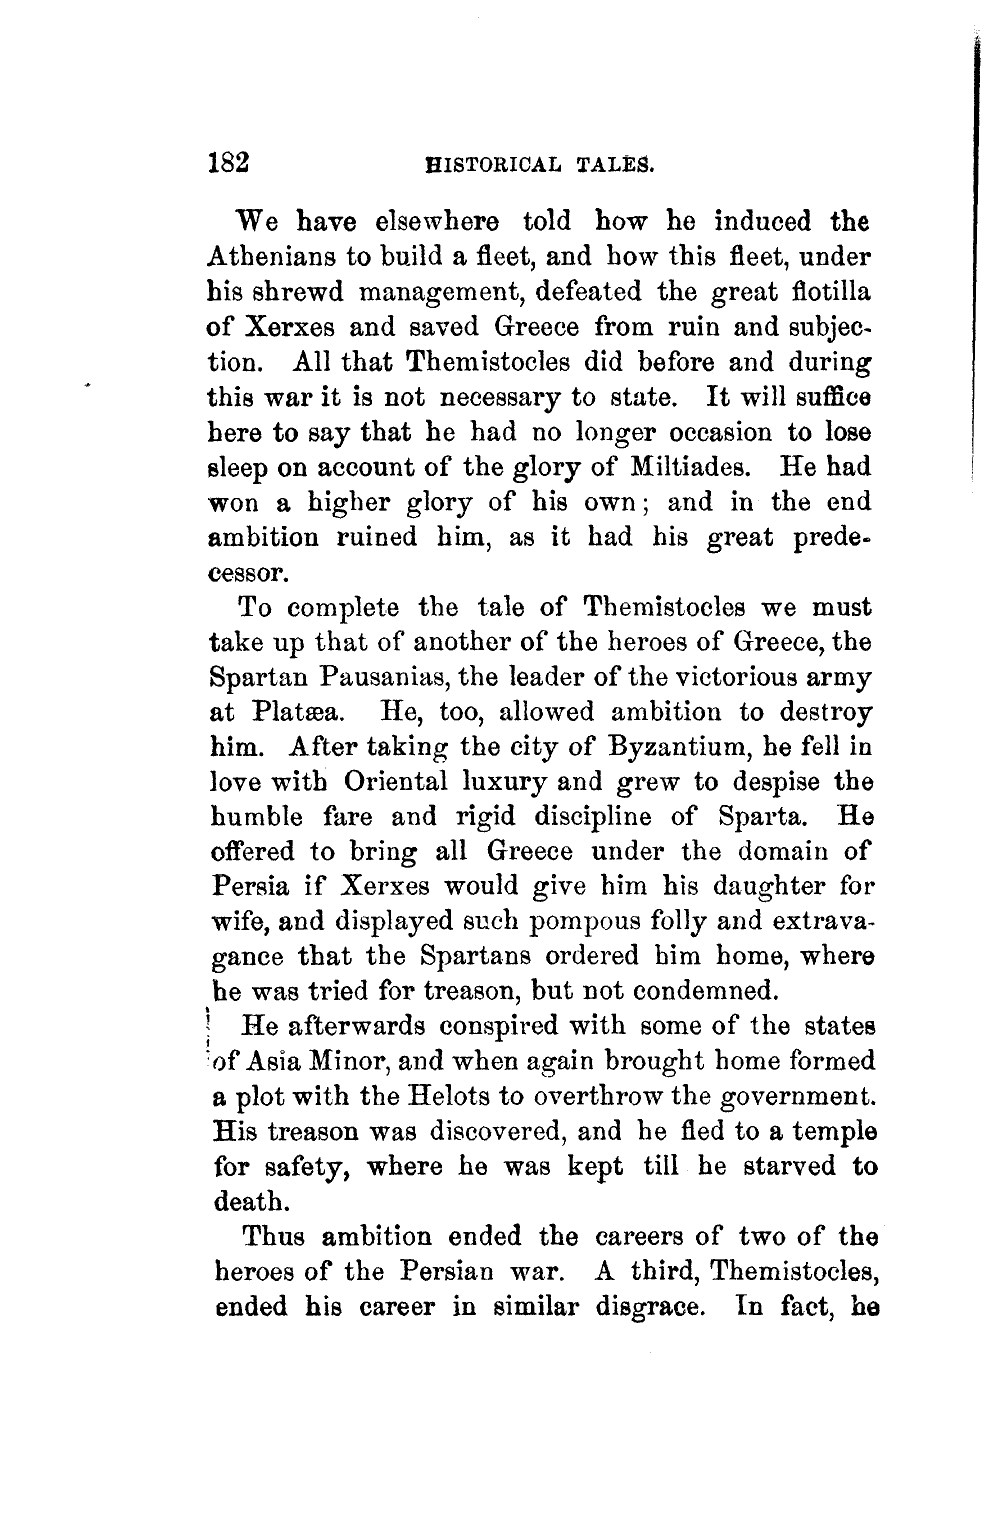 182 HISTORICAL TALES.
We have elsewhere told how he induced the
Athenians to build a fleet, and how this fleet, under
his shrewd management, defeated the great flotilla
of Xerxes and saved Greece from ruin and subjec-
tion. All that Themistocles did before and during
this war it is not necessary to state. It will suffice
here to say that he had no longer occasion to lose
sleep on account of the glory of Miltiades. He had
won a higher glory of his own; and in the end
ambition ruined him, as it had his great prede-
cessor.
To complete the tale of Themistocles we must
take up that of another of the heroes of Greece, the
Spartan Pausanias, the leader of the victorious army
at Platæa. He, too, allowed ambition to destroy
him. After taking the city of Byzantium, he fell in
love with Oriental luxury and grew to despise the
humble fare and rigid discipline of Sparta. He
offered to bring all Greece under the domain of
Persia if Xerxes would give him his daughter for
wife, and displayed such pompous folly and extrava-
gance that the Spartans ordered him home, where
he was tried for treason, but not condemned.
He afterwards conspired with some of the states
of Asia Minor, and when again brought home formed
a plot with the Helots to overthrow the government.
His treason was discovered, and he fled to a temple
for safety, where he was kept till he starved to
death.
Thus ambition ended the careers of two of the
heroes of the Persian war. A third, Themistocles,
ended his career in similar disgrace. In fact, he